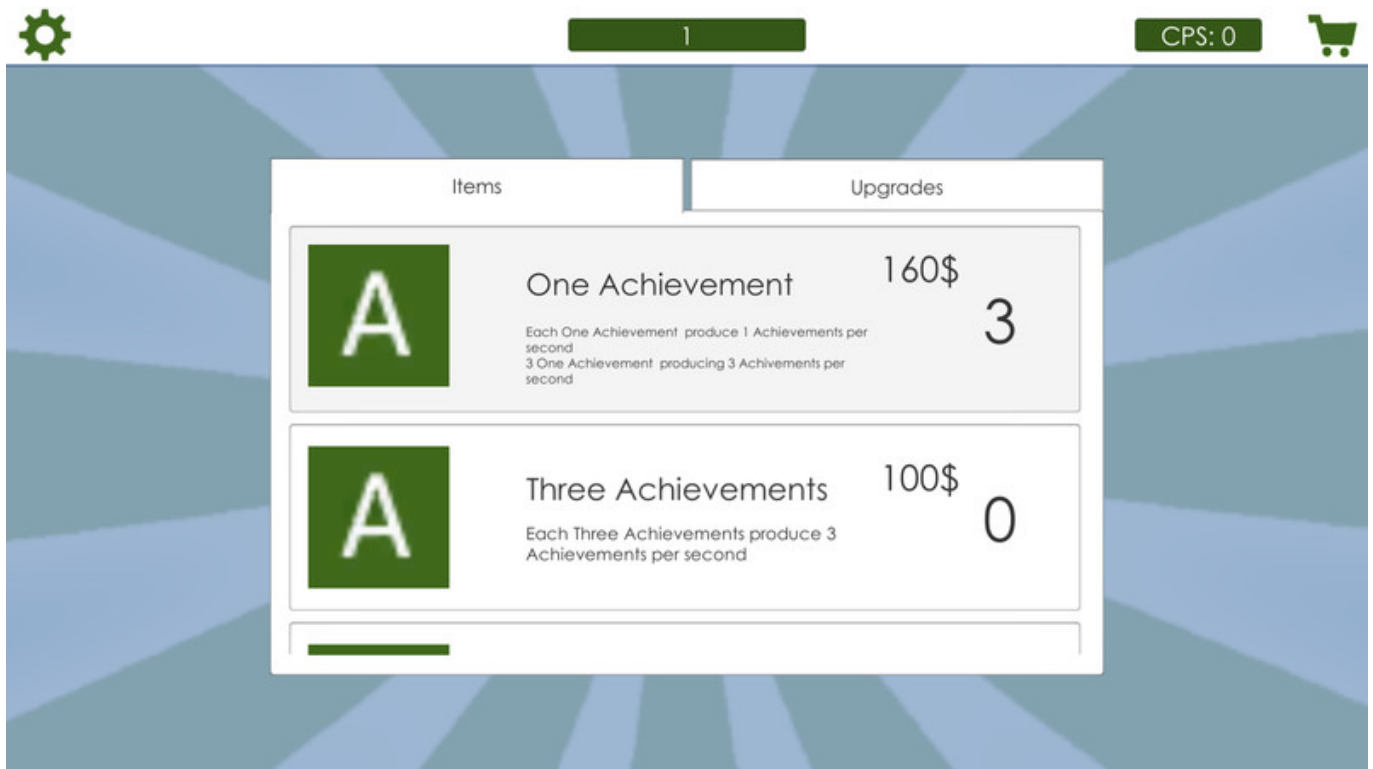 1
CPS: 0
Items
Upgrades
A
One Achievement
160$
3
Each One Achievement produce 1 Achievements per
second
3 One Achievement producing 3 Achivements per
second
A
Three Achievements
100$
0
Each Three Achievements produce 3
Achievements per second